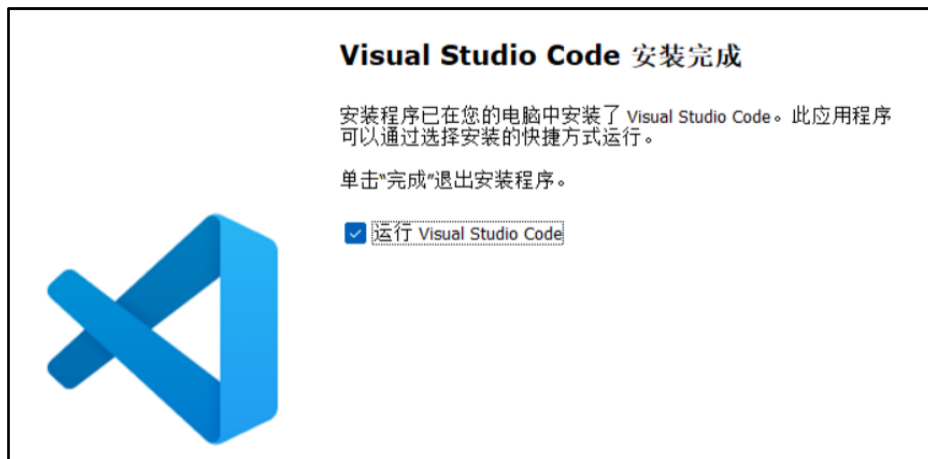 Visual Studio Code 安装完成
安装程序已在您的电脑中安装了 Visual Studio Code。此应用程序
可以通过选择安装的快捷方式运行。
单击“完成”退出安装程序。
运行 Visual Studio Code